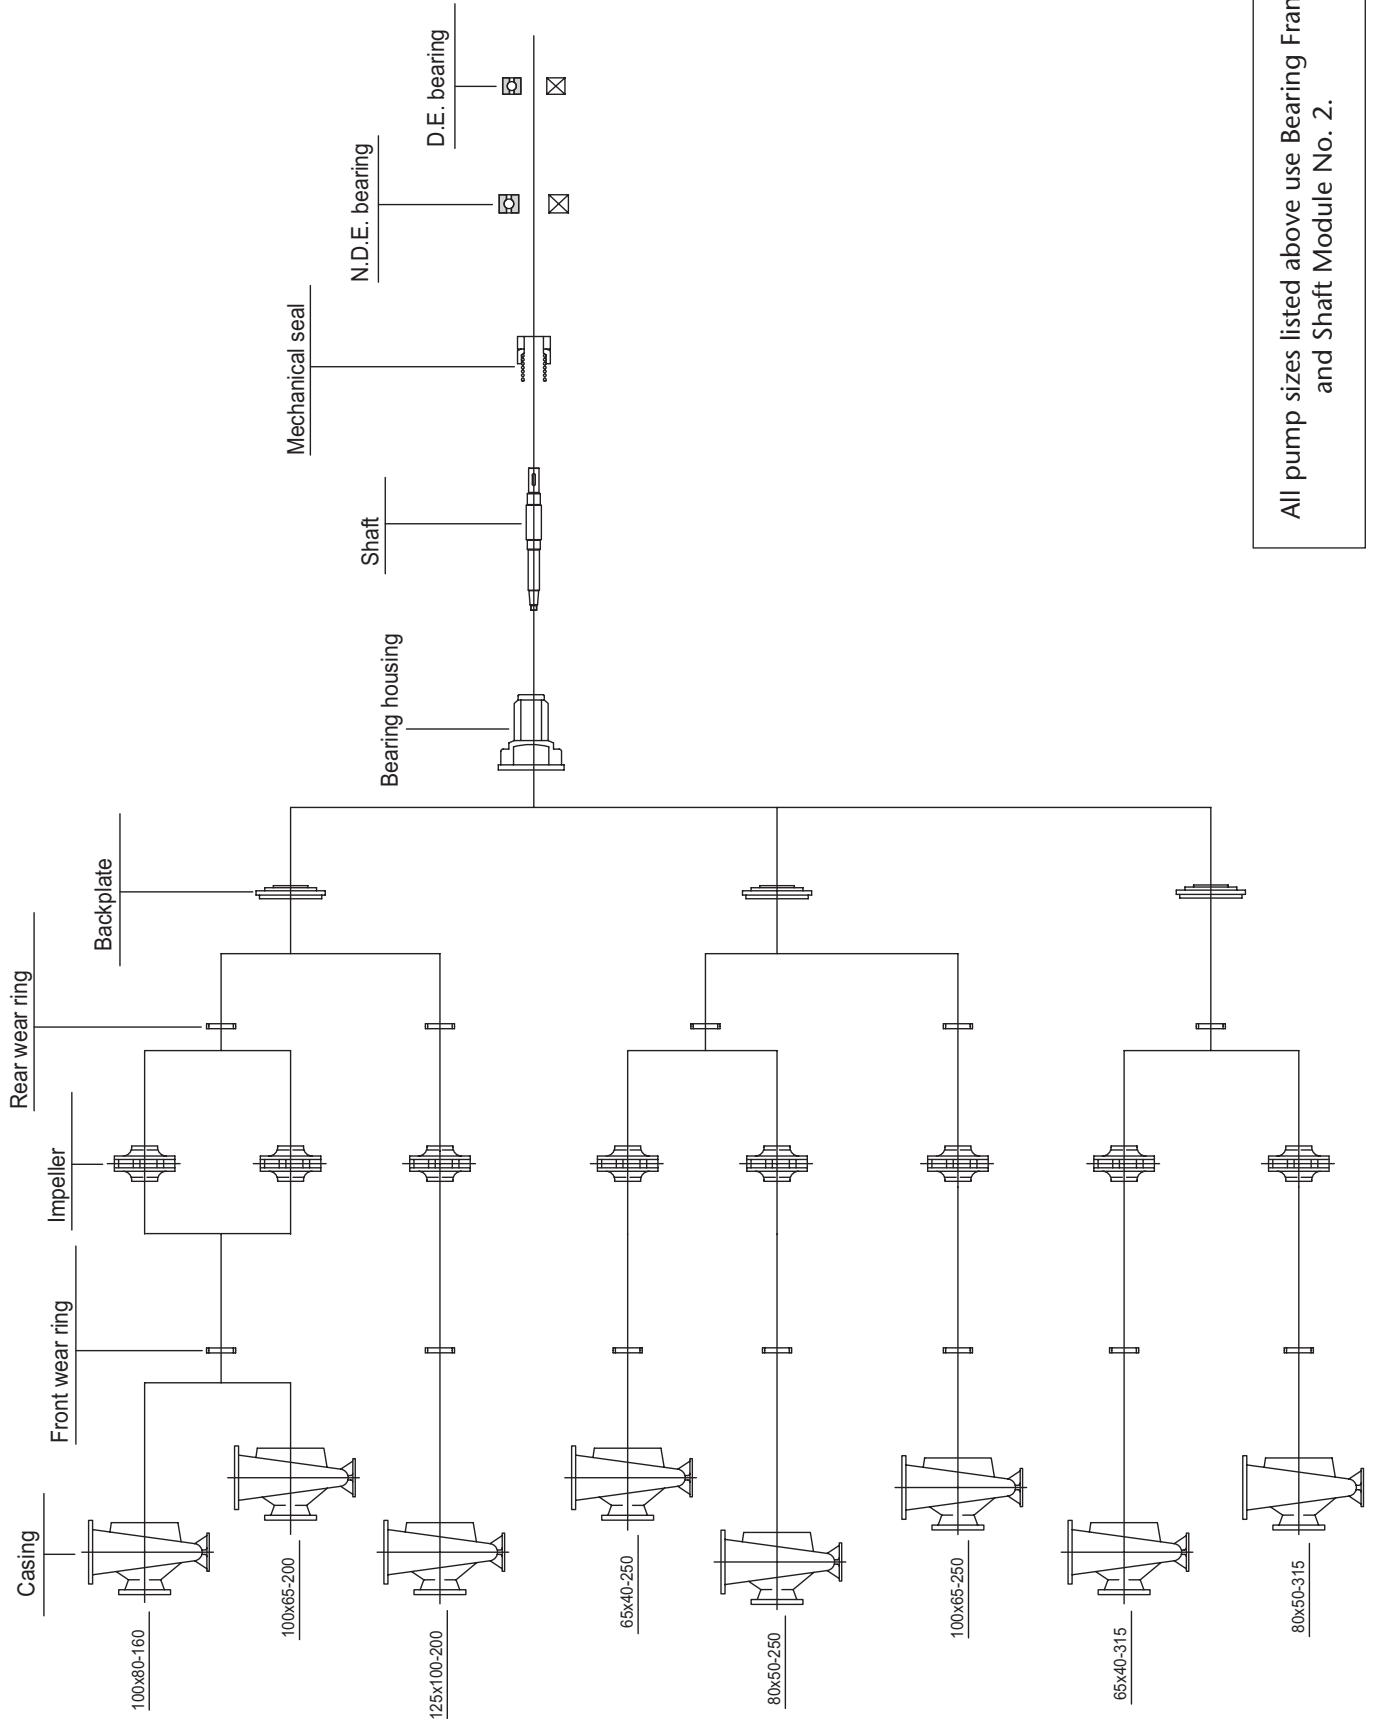 Casing
Front wear ring
Impeller
Rear wear ring
Backplate
Bearing housing
Shaft
Mechanical seal
N.D.E. bearing
D.E. bearing
100x80-160
100x65-200
125x100-200
65x40-250
80x50-250
100x65-250
65x40-315
80x50-315
All pump sizes listed above use Bearing
and Shaft Module No. 2.